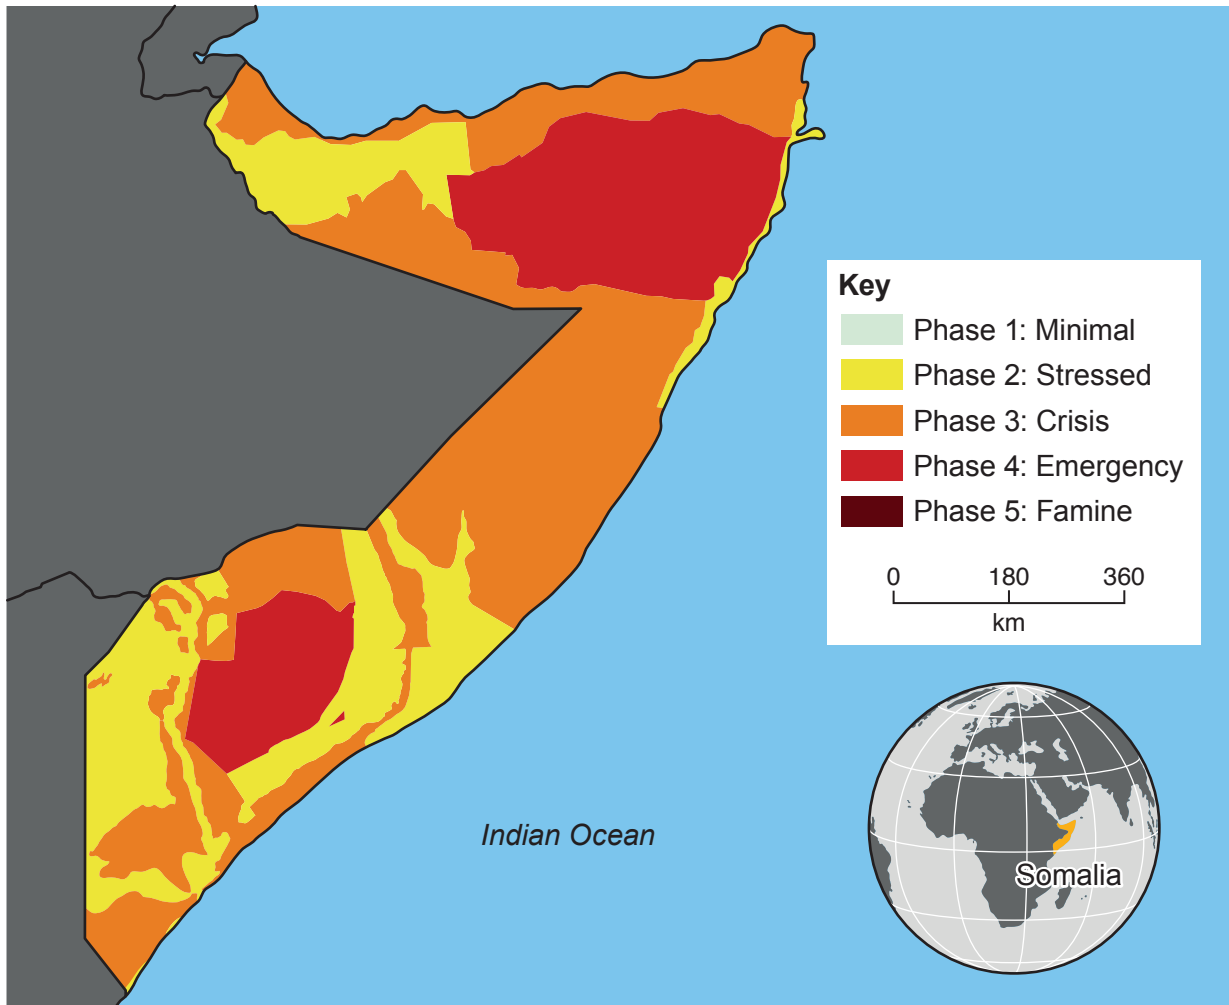 Key
Phase 1: Minimal
Phase 2: Stressed
Phase 3: Crisis
Phase 4: Emergency
Phase 5: Famine
0 180 360
km
Indian Ocean
Somalia